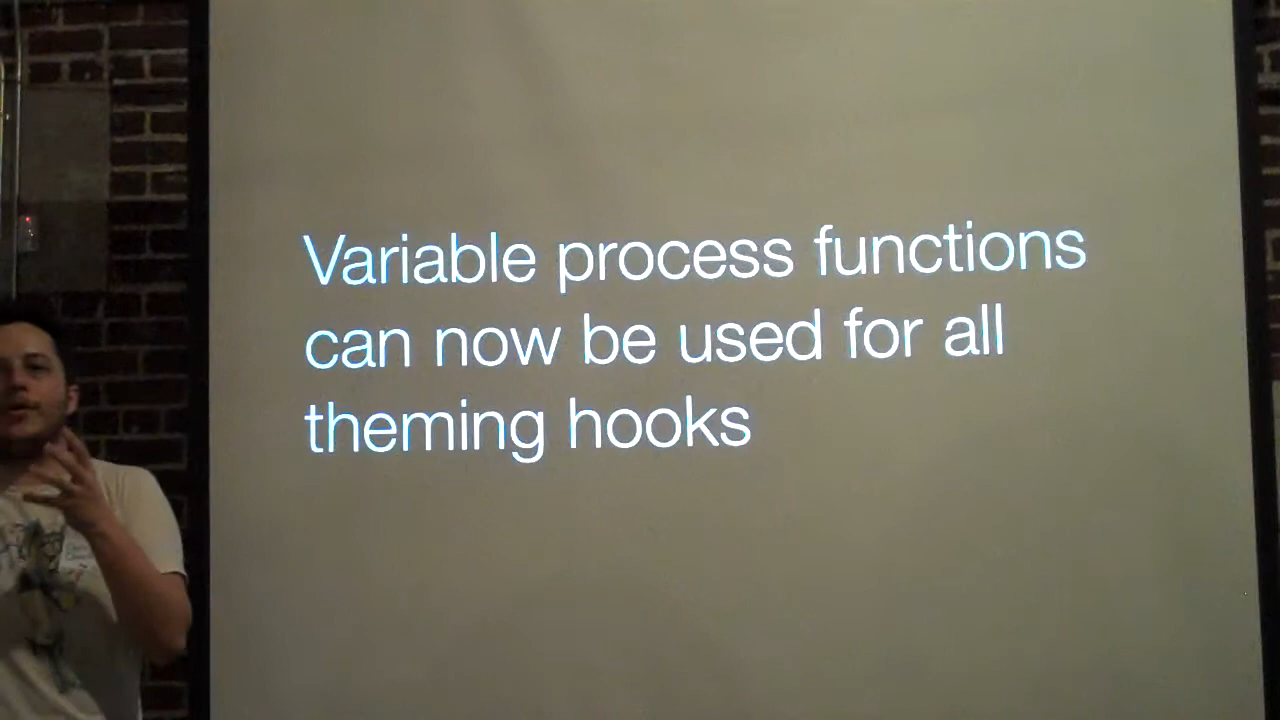 Variable process functions
can now be used for all
theming hooks